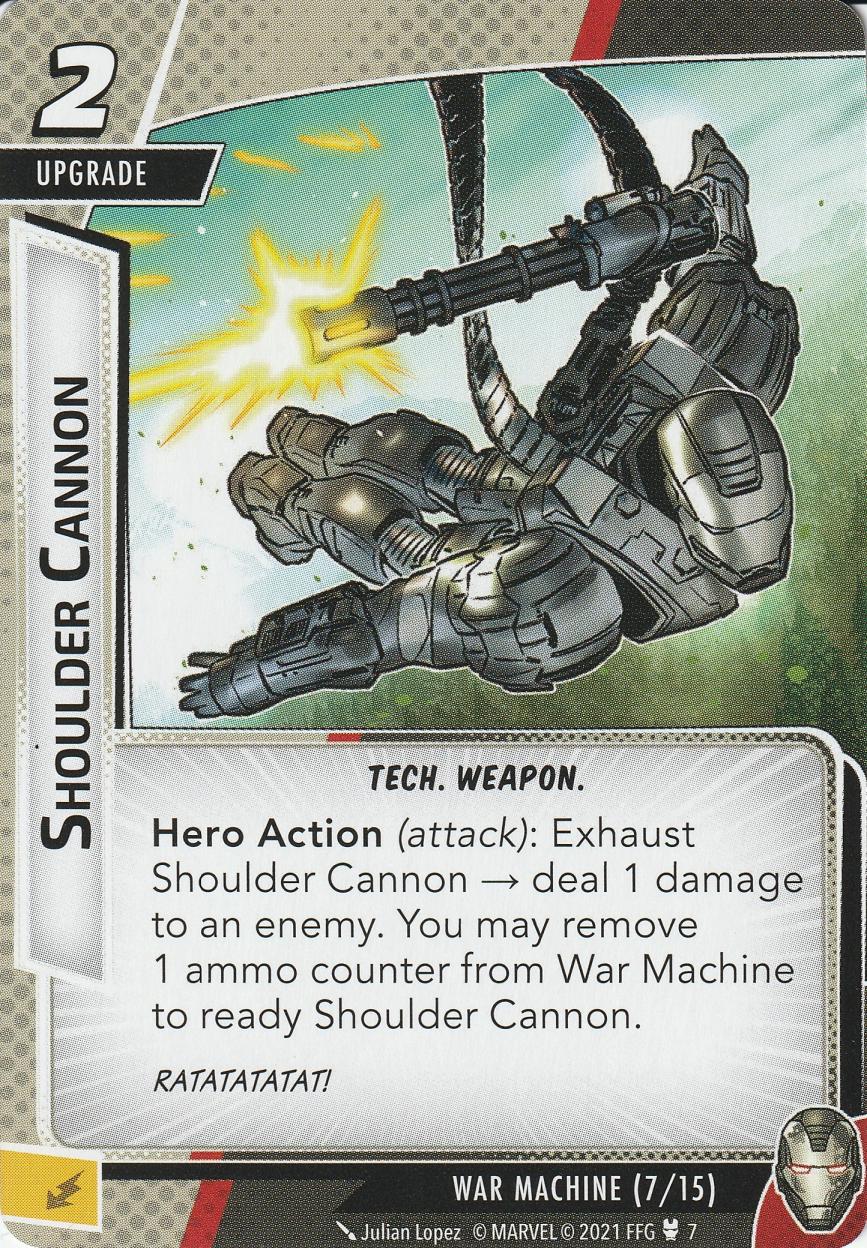 2
UPGRADE
SHOULDER CANNON
TECH. WEAPON.
Hero Action (attack): Exhaust
Shoulder Cannon → deal 1 damage
to an enemy. You may remove
1 ammo counter from War Machine
to ready Shoulder Cannon.
RATATATATAT!
WAR MACHINE (7/15)
Julian Lopez © MARVEL © 2021 FFG 7